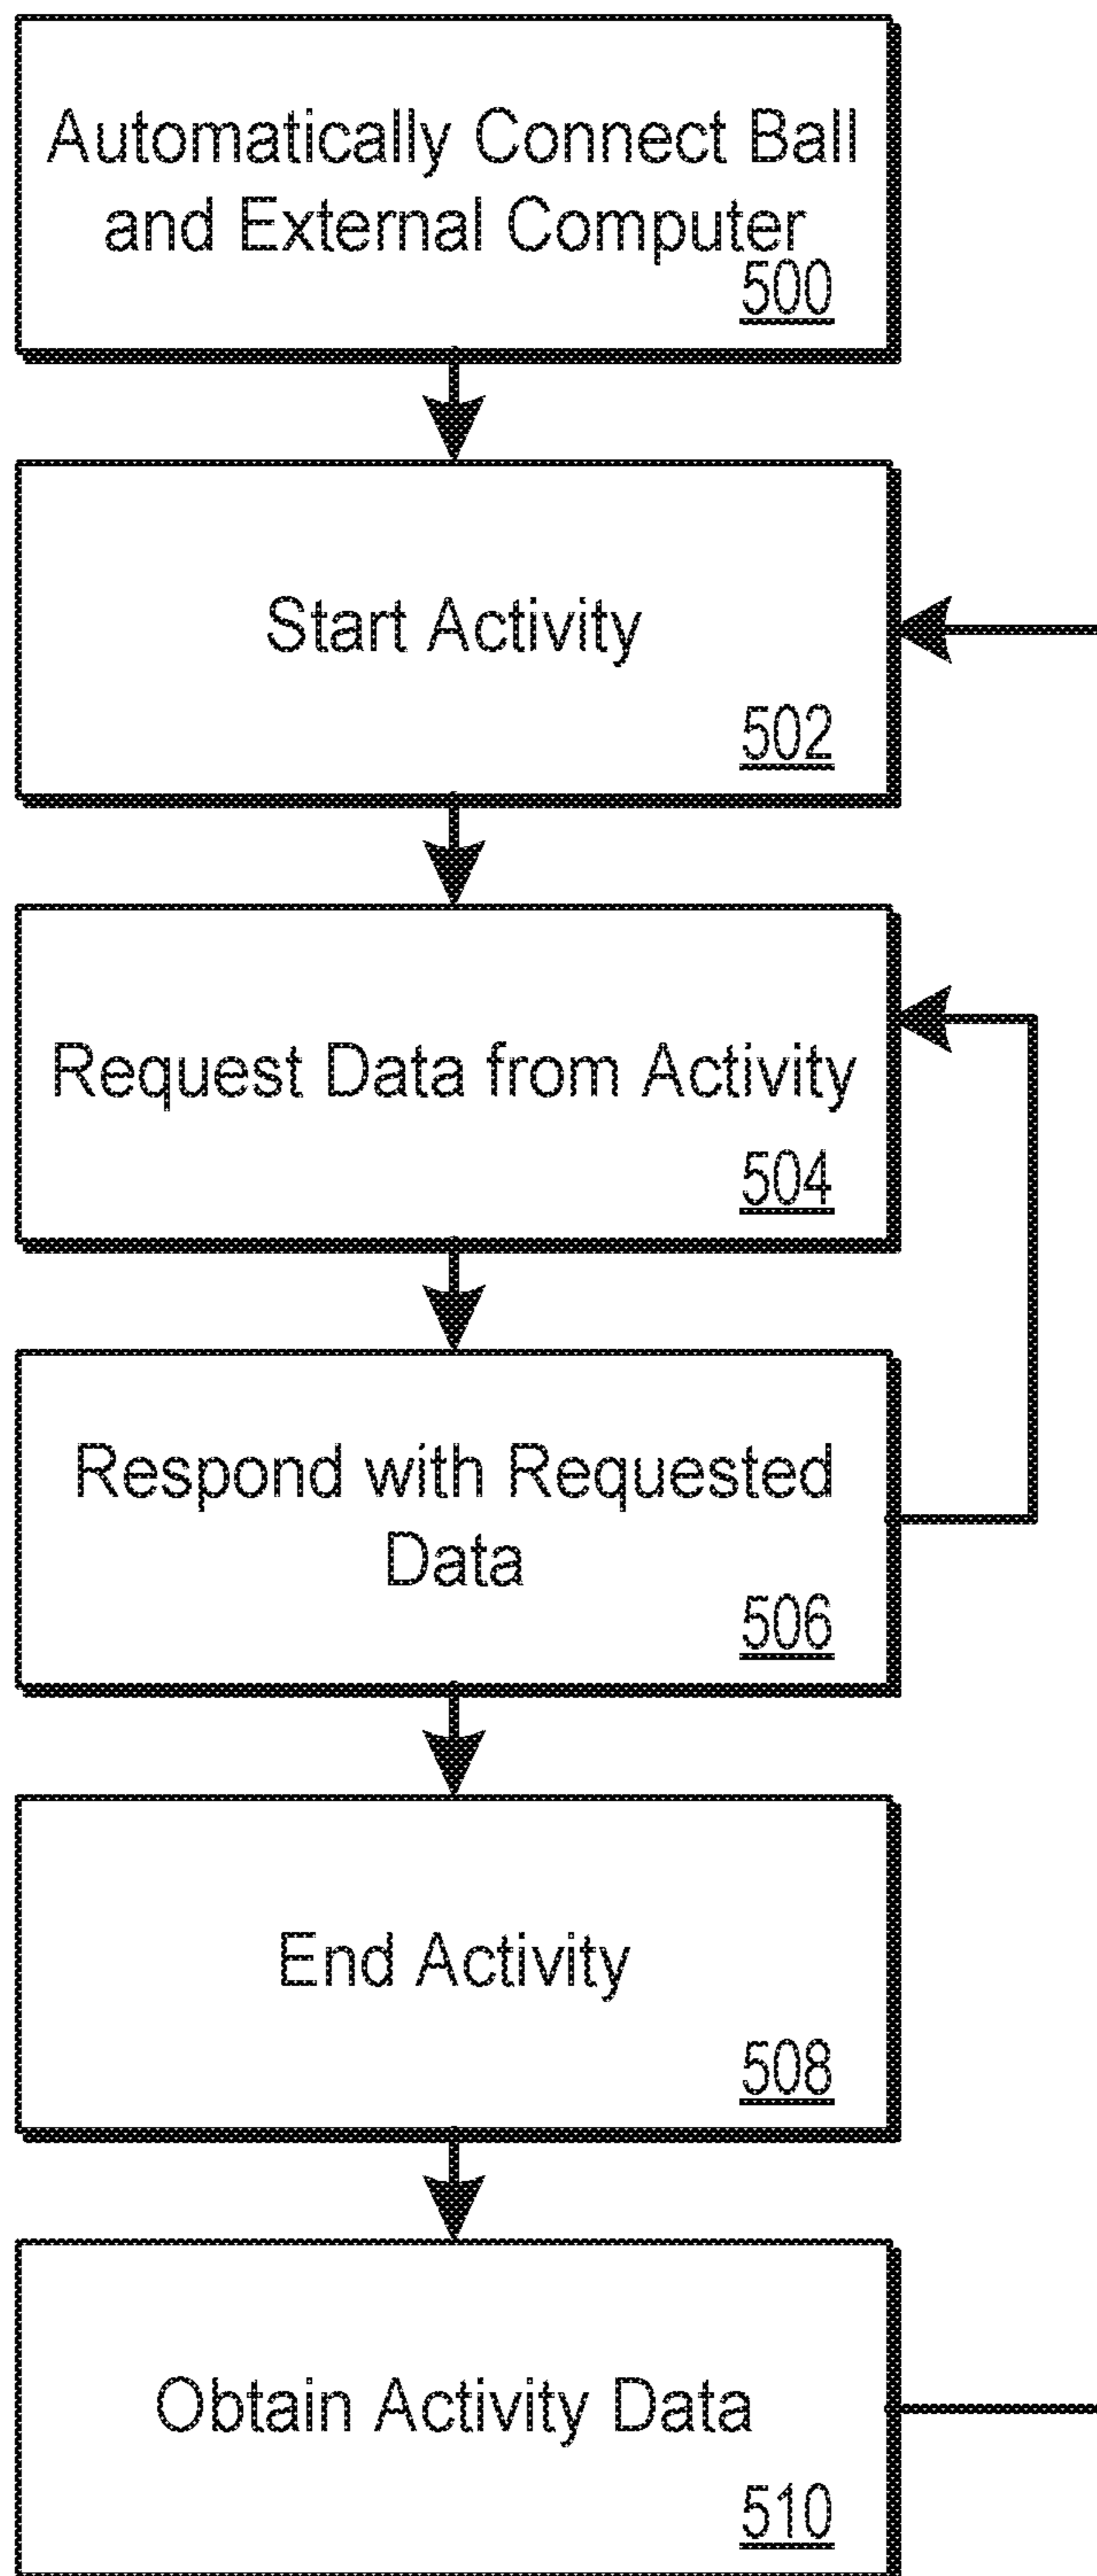 Automatically Connect Ball
and External Computer
500
Start Activity
502
Request Data from Activity
504
Respond with Requested
Data
506
End Activity
508
Obtain Activity Data
510